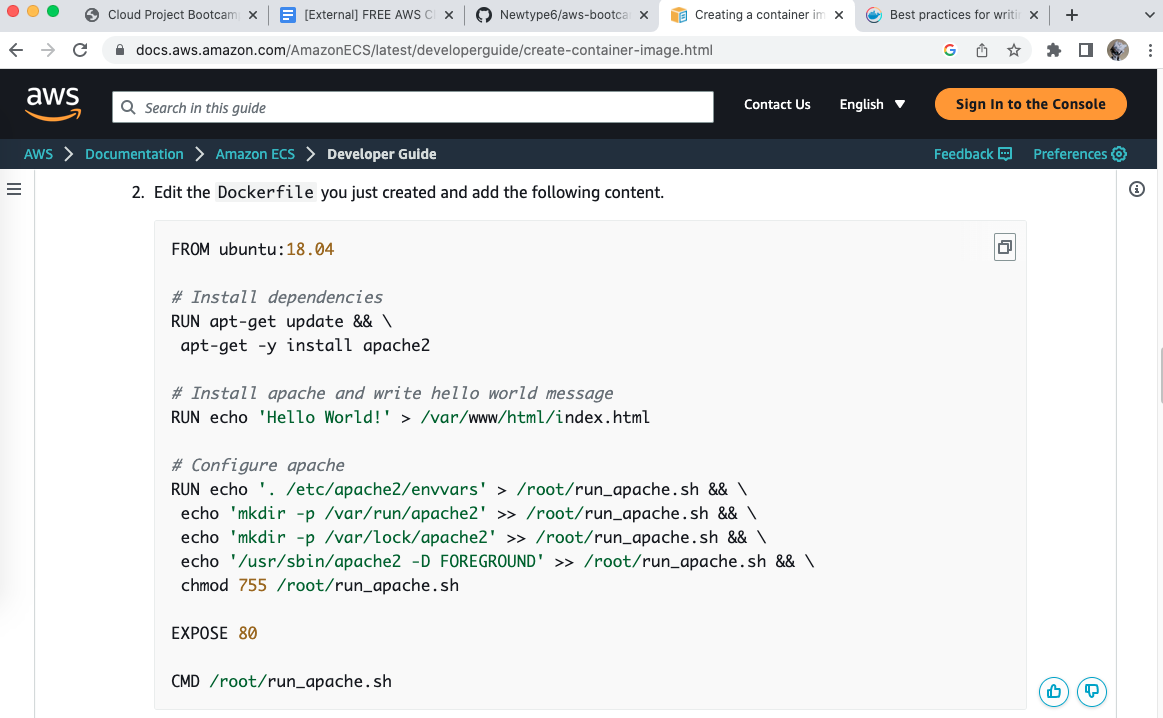 Cloud Project Bootcamp
[External] FREE AWS Cl
Newtype6/aws-bootca
Creating a container im
Best practices for writin
docs.aws.amazon.com/AmazonECS/latest/developerguide/create-container-image.html
aws
Search in this guide
Contact Us
English
Sign In to the Console
AWS > Documentation > Amazon ECS > Developer Guide
Feedback
Preferences
2. Edit the Dockerfile you just created and add the following content.
FROM ubuntu:18.04
# Install dependencies
RUN apt-get update && \
apt-get -y install apache2
# Install apache and write hello world message
RUN echo 'Hello World!' > /var/www/html/index.html
# Configure apache
RUN echo '. /etc/apache2/envvars' > /root/run_apache.sh && \
echo 'mkdir -p /var/run/apache2' >> /root/run_apache.sh && \
echo 'mkdir -p /var/lock/apache2' >> /root/run_apache.sh && \
echo '/usr/sbin/apache2 -D FOREGROUND' >> /root/run_apache.sh && \
chmod 755 /root/run_apache.sh
EXPOSE 80
CMD /root/run_apache.sh